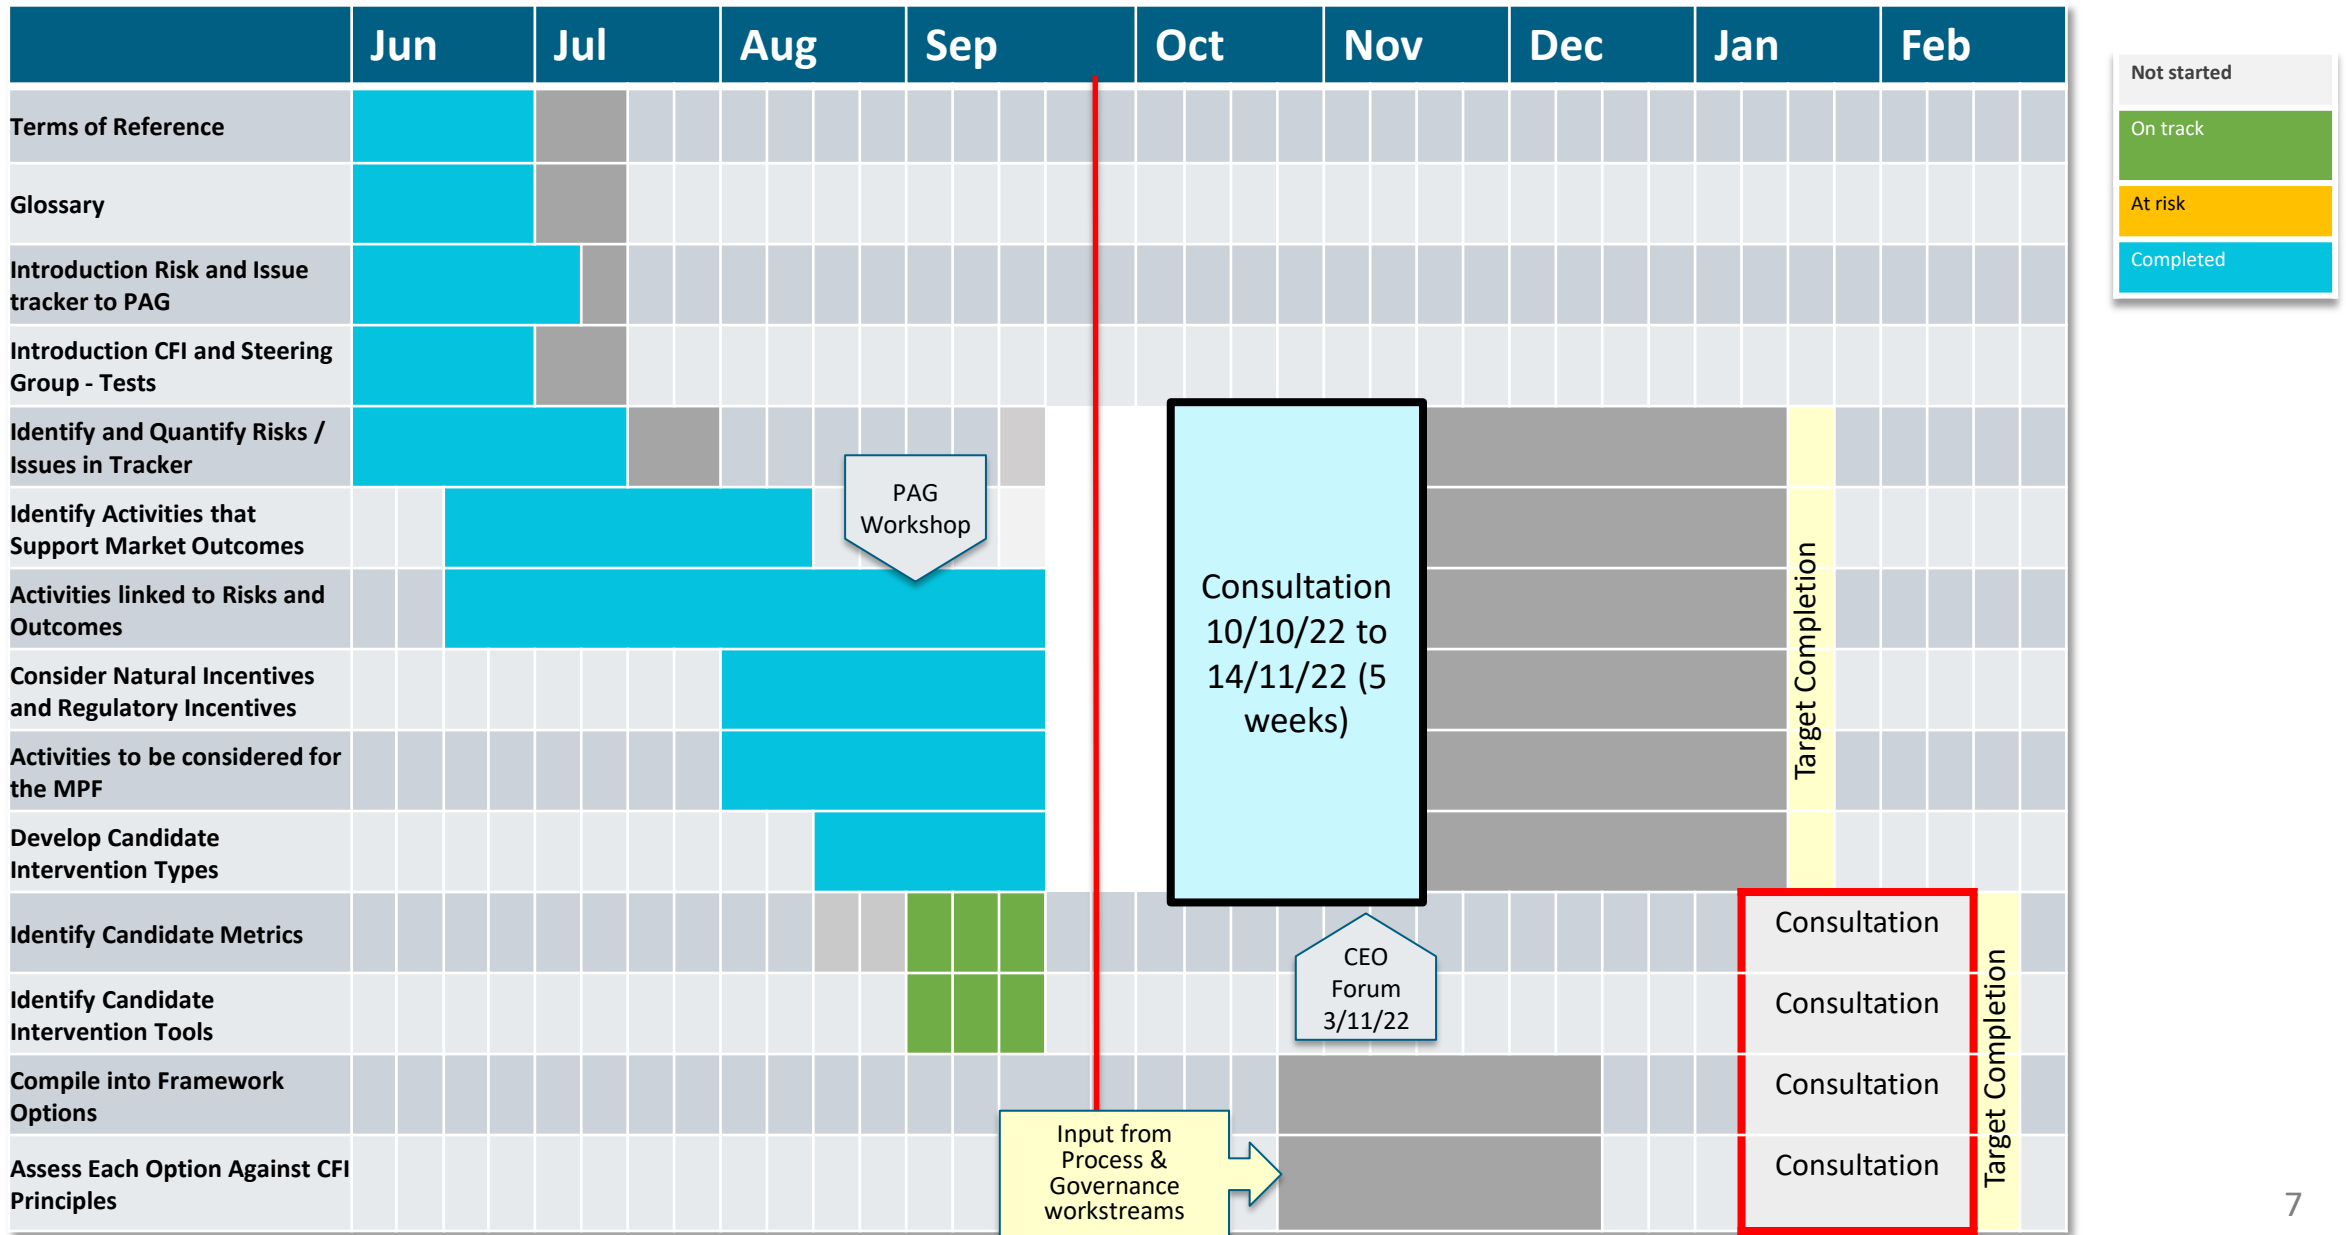 Jun Jul Aug Sep Oct Nov Dec Jan Feb
Not started
On track
At risk
Completed
Terms of Reference
Glossary
Introduction Risk and Issue
tracker to PAG
Introduction CFI and Steering
Group - Tests
Identify and Quantify Risks /
Issues in Tracker
Identify Activities that
Support Market Outcomes
Activities linked to Risks and
Outcomes
Consider Natural Incentives
and Regulatory Incentives
Activities to be considered for
the MPF
Develop Candidate
Intervention Types
Identify Candidate Metrics
Identify Candidate
Intervention Tools
Compile into Framework
Options
Assess Each Option Against CFI
Principles
PAG
Workshop
Consultation
10/10/22 to
14/11/22 (5
weeks)
Target Completion
CEO
Forum
3/11/22
Input from
Process &
Governance
workstreams
Consultation
Consultation
Consultation
Consultation
Target Completion
7